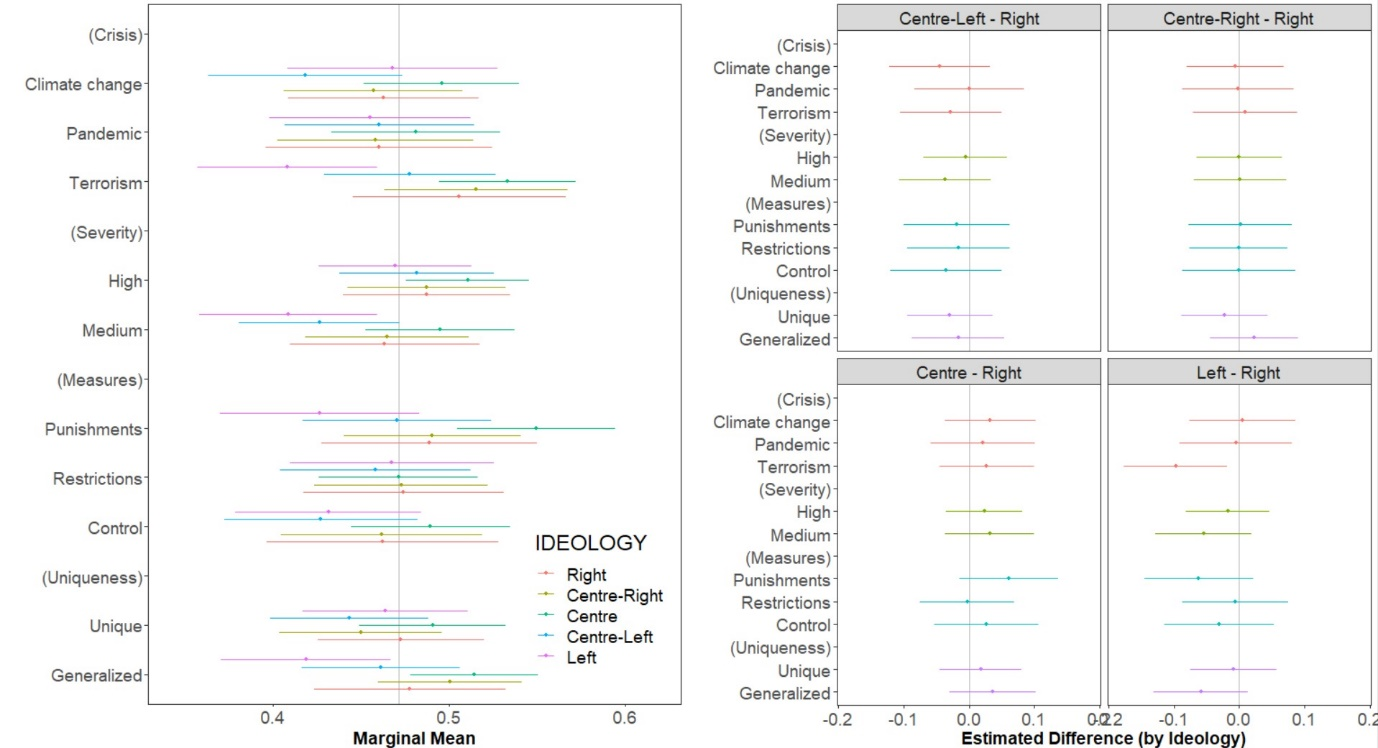 (Crisis)
Climate change
Pandemic
Terrorism
(Severity)
High
Medium
(Measures)
Punishments
Restrictions
Control
(Uniqueness)
Unique
Generalized
IDEOLOGY
Right
Centre-Right
Centre
Centre-Left
Left
0.4 0.5 0.6
Marginal Mean
Centre-Left - Right Centre-Right - Right
(Crisis)
Climate change
Pandemic
Terrorism
(Severity)
High
Medium
(Measures)
Punishments
Restrictions
Control
(Uniqueness)
Unique
Generalized
Centre - Right Left - Right
(Crisis)
Climate change
Pandemic
Terrorism
(Severity)
High
Medium
(Measures)
Punishments
Restrictions
Control
(Uniqueness)
Unique
Generalized
-0.2 -0.1 0.0 0.1 -0.1 0.0 0.1 0.2
Estimated Difference (by Ideology)